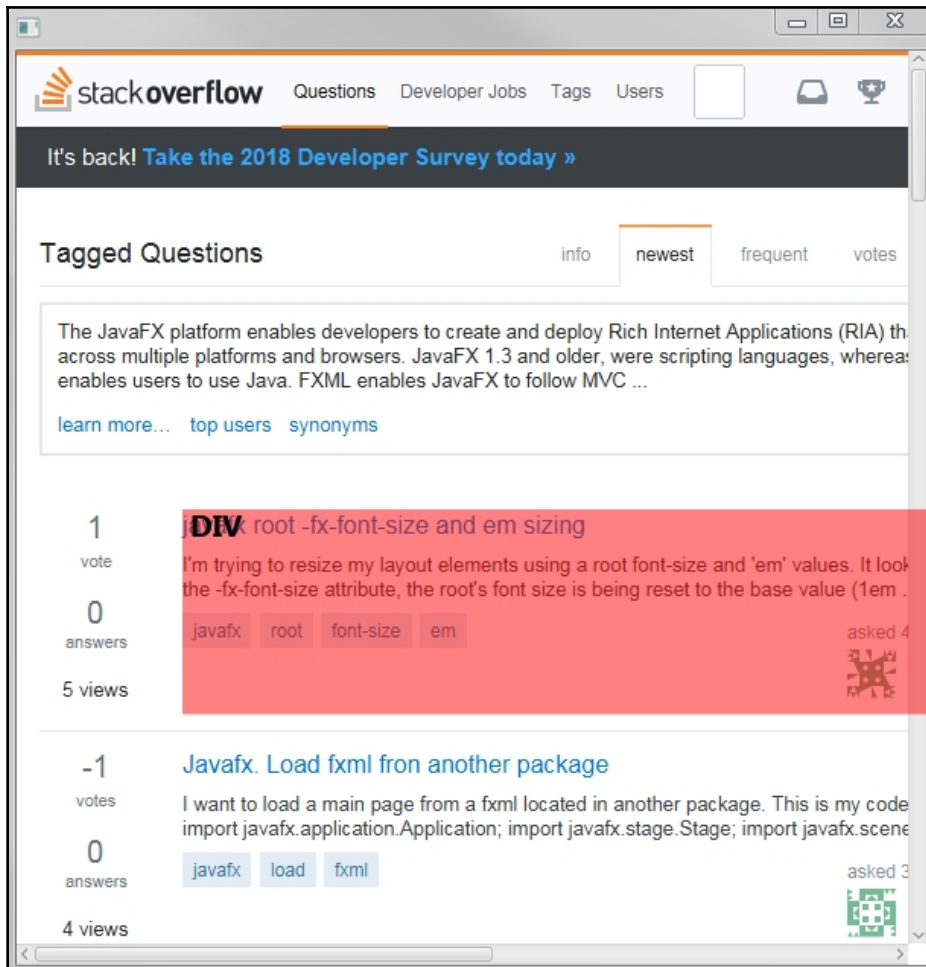 stackoverflow Questions Developer Jobs Tags Users
It's back! Take the 2018 Developer Survey today »
Tagged Questions info newest frequent votes
The JavaFX platform enables developers to create and deploy Rich Internet Applications (RIA)
across multiple platforms and browsers. JavaFX 1.3 and older, were scripting languages,
enables users to use Java. FXML enables JavaFX to follow MVC ...
learn more... top users synonyms
1
vote
0
answers
5 views
DIV
javafx root -fx-font-size and em sizing
I'm trying to resize my layout elements using a root font-size and 'em' values. It look
the -fx-font-size attribute, the root's font size is being reset to the base value (1em .
javafx root font-size em
asked 4
-1
votes
0
answers
4 views
Javafx. Load fxml fron another package
I want to load a main page from a fxml located in another package. This is my code
import javafx.application.Application; import javafx.stage.Stage; import javafx.scene
javafx load fxml
asked 3